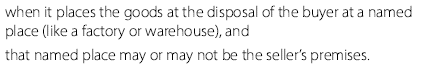 when it places the goods at the disposal of the buyer at a named
place (like a factory or warehouse), and
that named place may or may not be the seller's premises.